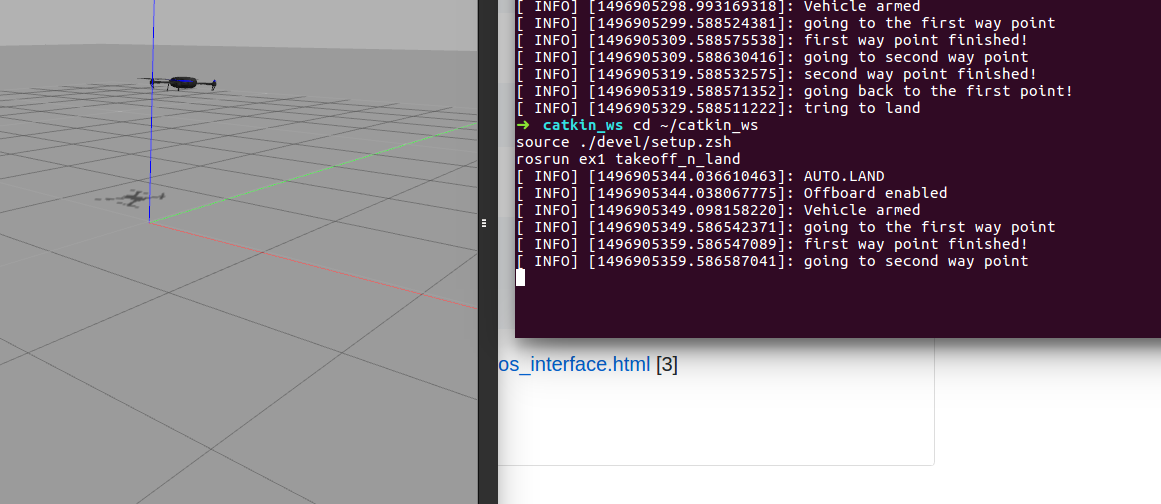 [ INFO] [1496905298.993169318]: Vehicle armed
[ INFO] [1496905299.588524381]: going to the first way point
[ INFO] [1496905309.588575538]: first way point finished!
[ INFO] [1496905309.588630416]: going to second way point
[ INFO] [1496905319.588532575]: second way point finished!
[ INFO] [1496905319.588571352]: going back to the first point!
[ INFO] [1496905329.588511222]: tring to land
➜ catkin_ws cd ~/catkin_ws
source ./devel/setup.zsh
rosrun ex1 takeoff_n_land
[ INFO] [1496905344.036610463]: AUTO.LAND
[ INFO] [1496905344.038067775]: Offboard enabled
[ INFO] [1496905349.098158220]: Vehicle armed
[ INFO] [1496905349.586542371]: going to the first way point
[ INFO] [1496905359.586547089]: first way point finished!
[ INFO] [1496905359.586587041]: going to second way point
os_interface.html [3]